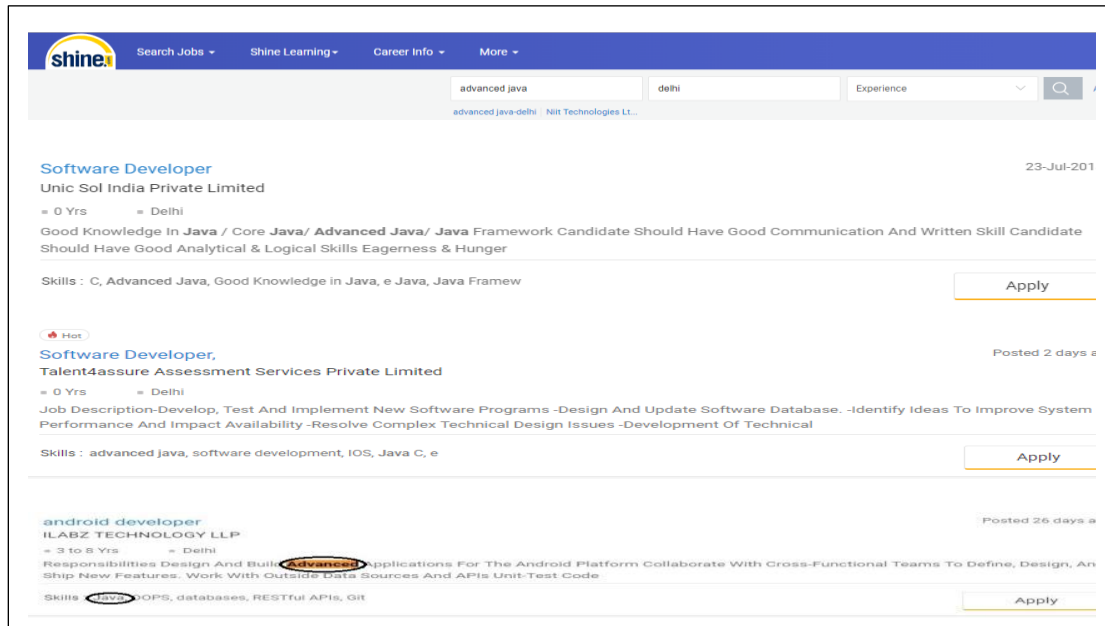 shine.
Search Jobs Shine Learning Career Info More
advanced java delhi Experience
advanced java-delhi | Niit Technologies Lt...
Software Developer 23-Jul-201
Unic Sol India Private Limited
0 Yrs Delhi
Good Knowledge In Java / Core Java/ Advanced Java/ Java Framework Candidate Should Have Good Communication And Written Skill Candidate
Should Have Good Analytical & Logical Skills Eagerness & Hunger
Skills : C, Advanced Java, Good Knowledge in Java, e Java, Java Framew
Apply
Hot
Software Developer, Posted 2 days a
Talent4assure Assessment Services Private Limited
0 Yrs Delhi
Job Description-Develop, Test And Implement New Software Programs -Design And Update Software Database. -Identify Ideas To Improve System
Performance And Impact Availability -Resolve Complex Technical Design Issues -Development Of Technical
Skills : advanced java, software development, IOS, Java C, e
Apply
android developer Posted 26 days a
ILABZ TECHNOLOGY LLP
3 to 8 Yrs Delhi
Responsibilities Design And Build Advanced Applications For The Android Platform Collaborate With Cross-Functional Teams To Define, Design, An
Ship New Features. Work With Outside Data Sources And APIs Unit-Test Code
Skills : Java, OOPS, databases, RESTful APIs, Git
Apply